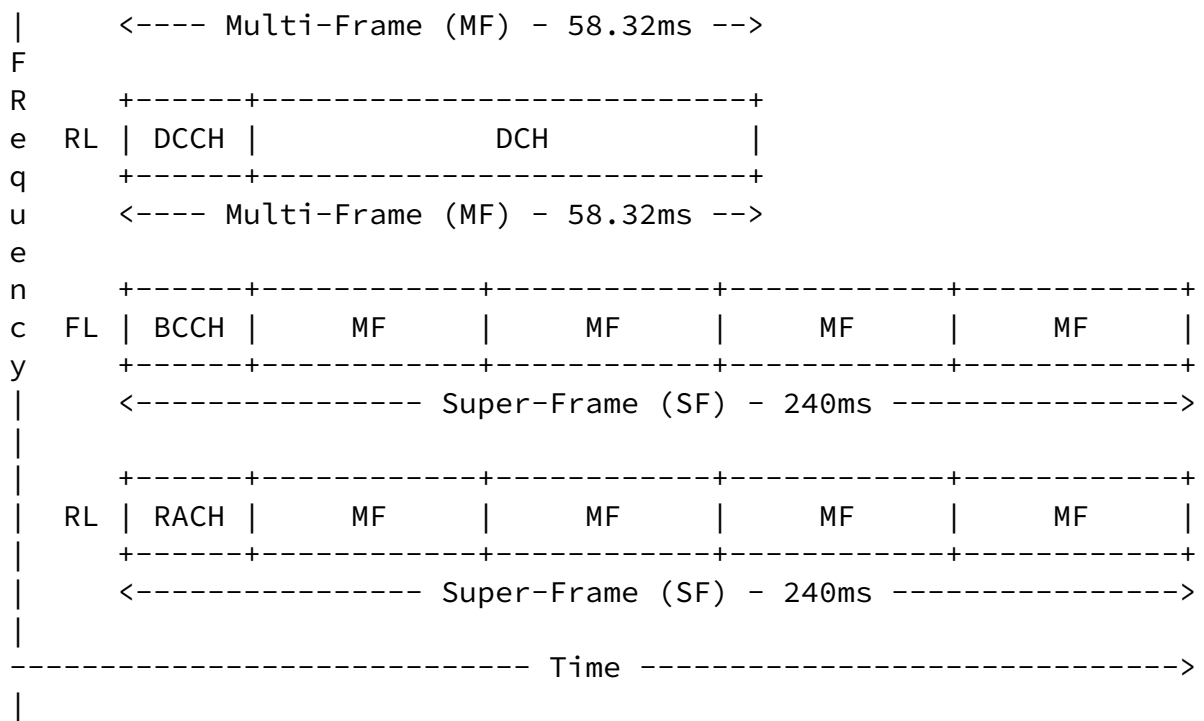 |      <---- Multi-Frame (MF) - 58.32ms -->
F
R      +------+---------------------------+
e  RL | DCCH |             DCH            |
q      +------+---------------------------+
u      <---- Multi-Frame (MF) - 58.32ms -->
e
n      +------+------------+------------+------------+------------+
c  FL | BCCH |     MF     |     MF     |     MF     |     MF     |
y      +------+------------+------------+------------+------------+
|      <---------------- Super-Frame (SF) - 240ms ---------------->
|
|      +------+------------+------------+------------+------------+
|  RL | RACH |     MF     |     MF     |     MF     |     MF     |
|      +------+------------+------------+------------+------------+
|      <---------------- Super-Frame (SF) - 240ms ---------------->
|
----------------------------- Time ------------------------------>
|